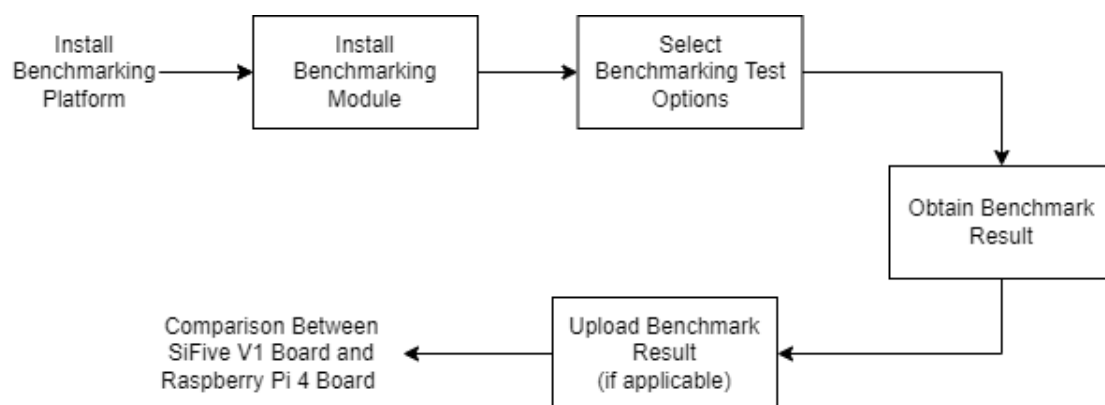 Install
Benchmarking
Platform
Install
Benchmarking
Module
Select
Benchmarking Test
Options
Obtain Benchmark
Result
Upload Benchmark
Result
(if applicable)
Comparison Between
SiFive V1 Board and
Raspberry Pi 4 Board